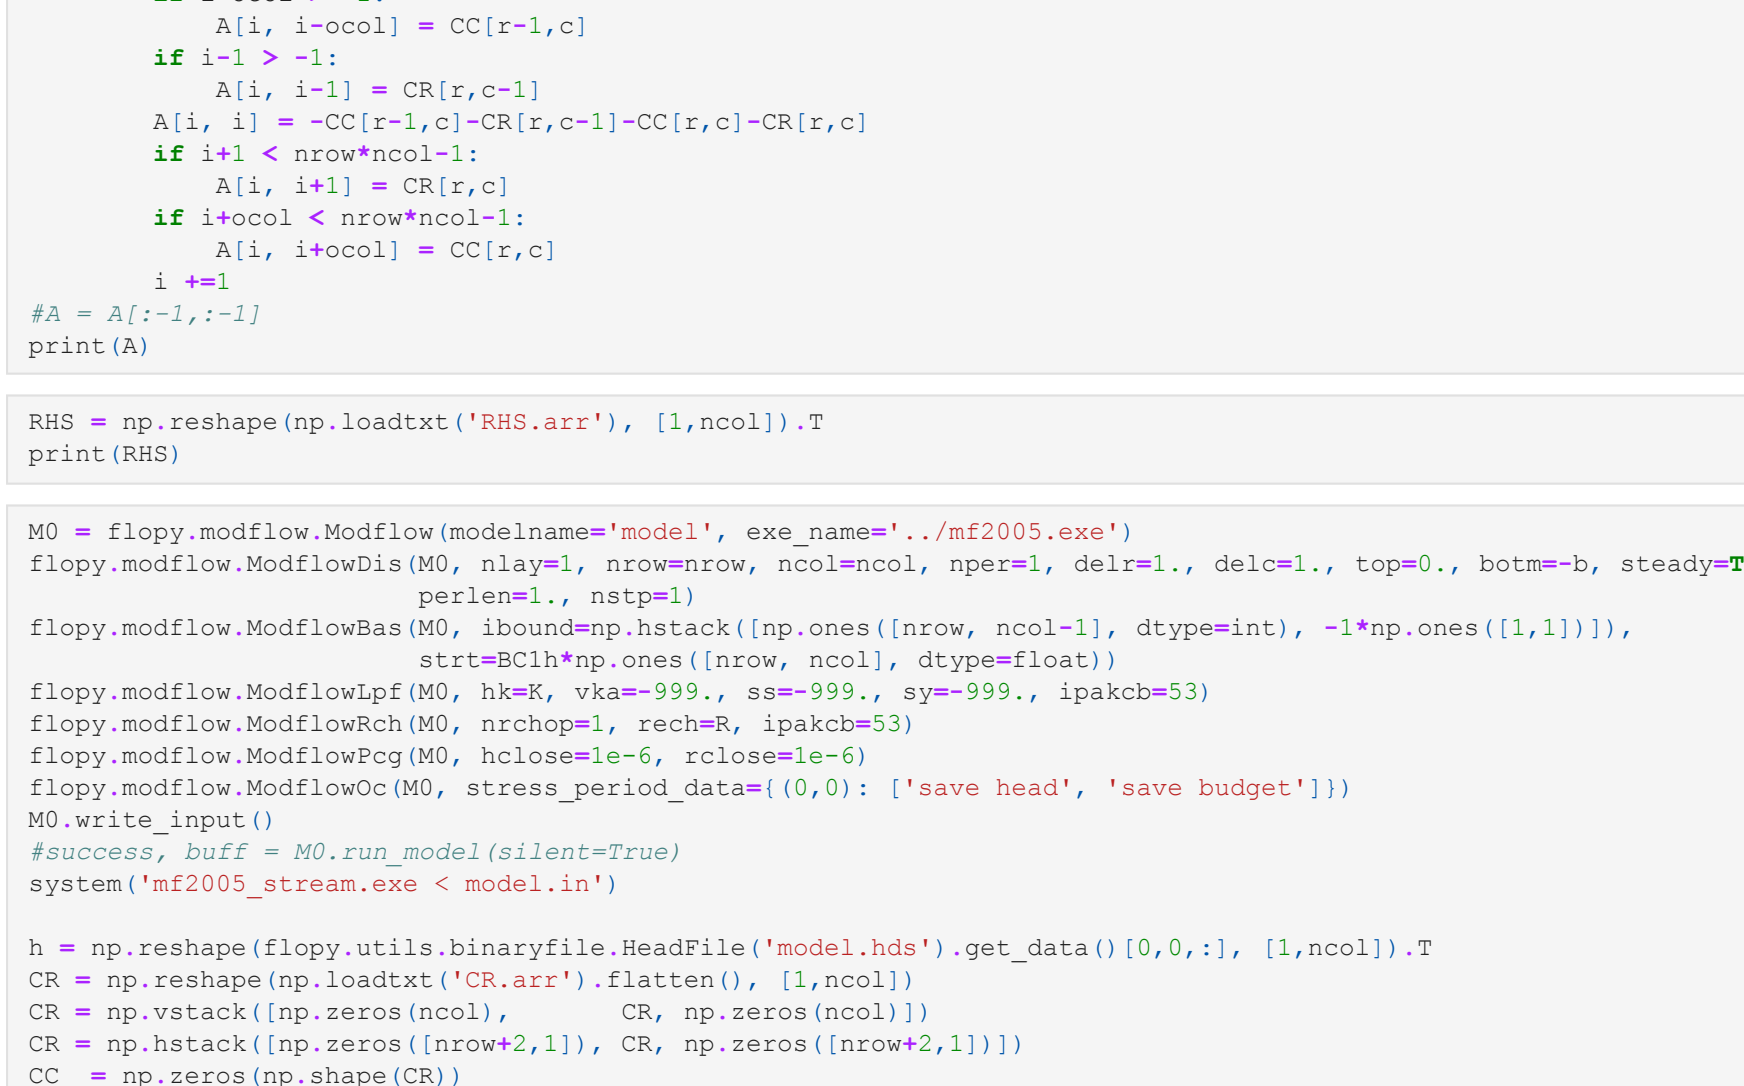 if i-ocol > -1:
            A[i, i-ocol] = CC[r-1,c]
        if i-1 > -1:
            A[i, i-1] = CR[r,c-1]
        A[i, i] = -CC[r-1,c]-CR[r,c-1]-CC[r,c]-CR[r,c]
        if i+1 < nrow*ncol-1:
            A[i, i+1] = CR[r,c]
        if i+ocol < nrow*ncol-1:
            A[i, i+ocol] = CC[r,c]
        i +=1
#A = A[:-1,:-1]
print(A)
RHS = np.reshape(np.loadtxt('RHS.arr'), [1,ncol]).T
print(RHS)
M0 = flopy.modflow.Modflow(modelname='model', exe_name='../mf2005.exe')
flopy.modflow.ModflowDis(M0, nlay=1, nrow=nrow, ncol=ncol, nper=1, delr=1., delc=1., top=0., botm=-b, steady=T
                         perlen=1., nstp=1)
flopy.modflow.ModflowBas(M0, ibound=np.hstack([np.ones([nrow, ncol-1], dtype=int), -1*np.ones([1,1])]),
                         strt=BC1h*np.ones([nrow, ncol], dtype=float))
flopy.modflow.ModflowLpf(M0, hk=K, vka=-999., ss=-999., sy=-999., ipakcb=53)
flopy.modflow.ModflowRch(M0, nrchop=1, rech=R, ipakcb=53)
flopy.modflow.ModflowPcg(M0, hclose=1e-6, rclose=1e-6)
flopy.modflow.ModflowOc(M0, stress_period_data={(0,0): ['save head', 'save budget']})
M0.write_input()
#success, buff = M0.run_model(silent=True)
system('mf2005_stream.exe < model.in')
h = np.reshape(flopy.utils.binaryfile.HeadFile('model.hds').get_data()[0,0,:], [1,ncol]).T
CR = np.reshape(np.loadtxt('CR.arr').flatten(), [1,ncol])
CR = np.vstack([np.zeros(ncol),       CR, np.zeros(ncol)])
CR = np.hstack([np.zeros([nrow+2,1]), CR, np.zeros([nrow+2,1])])
CC  = np.zeros(np.shape(CR))